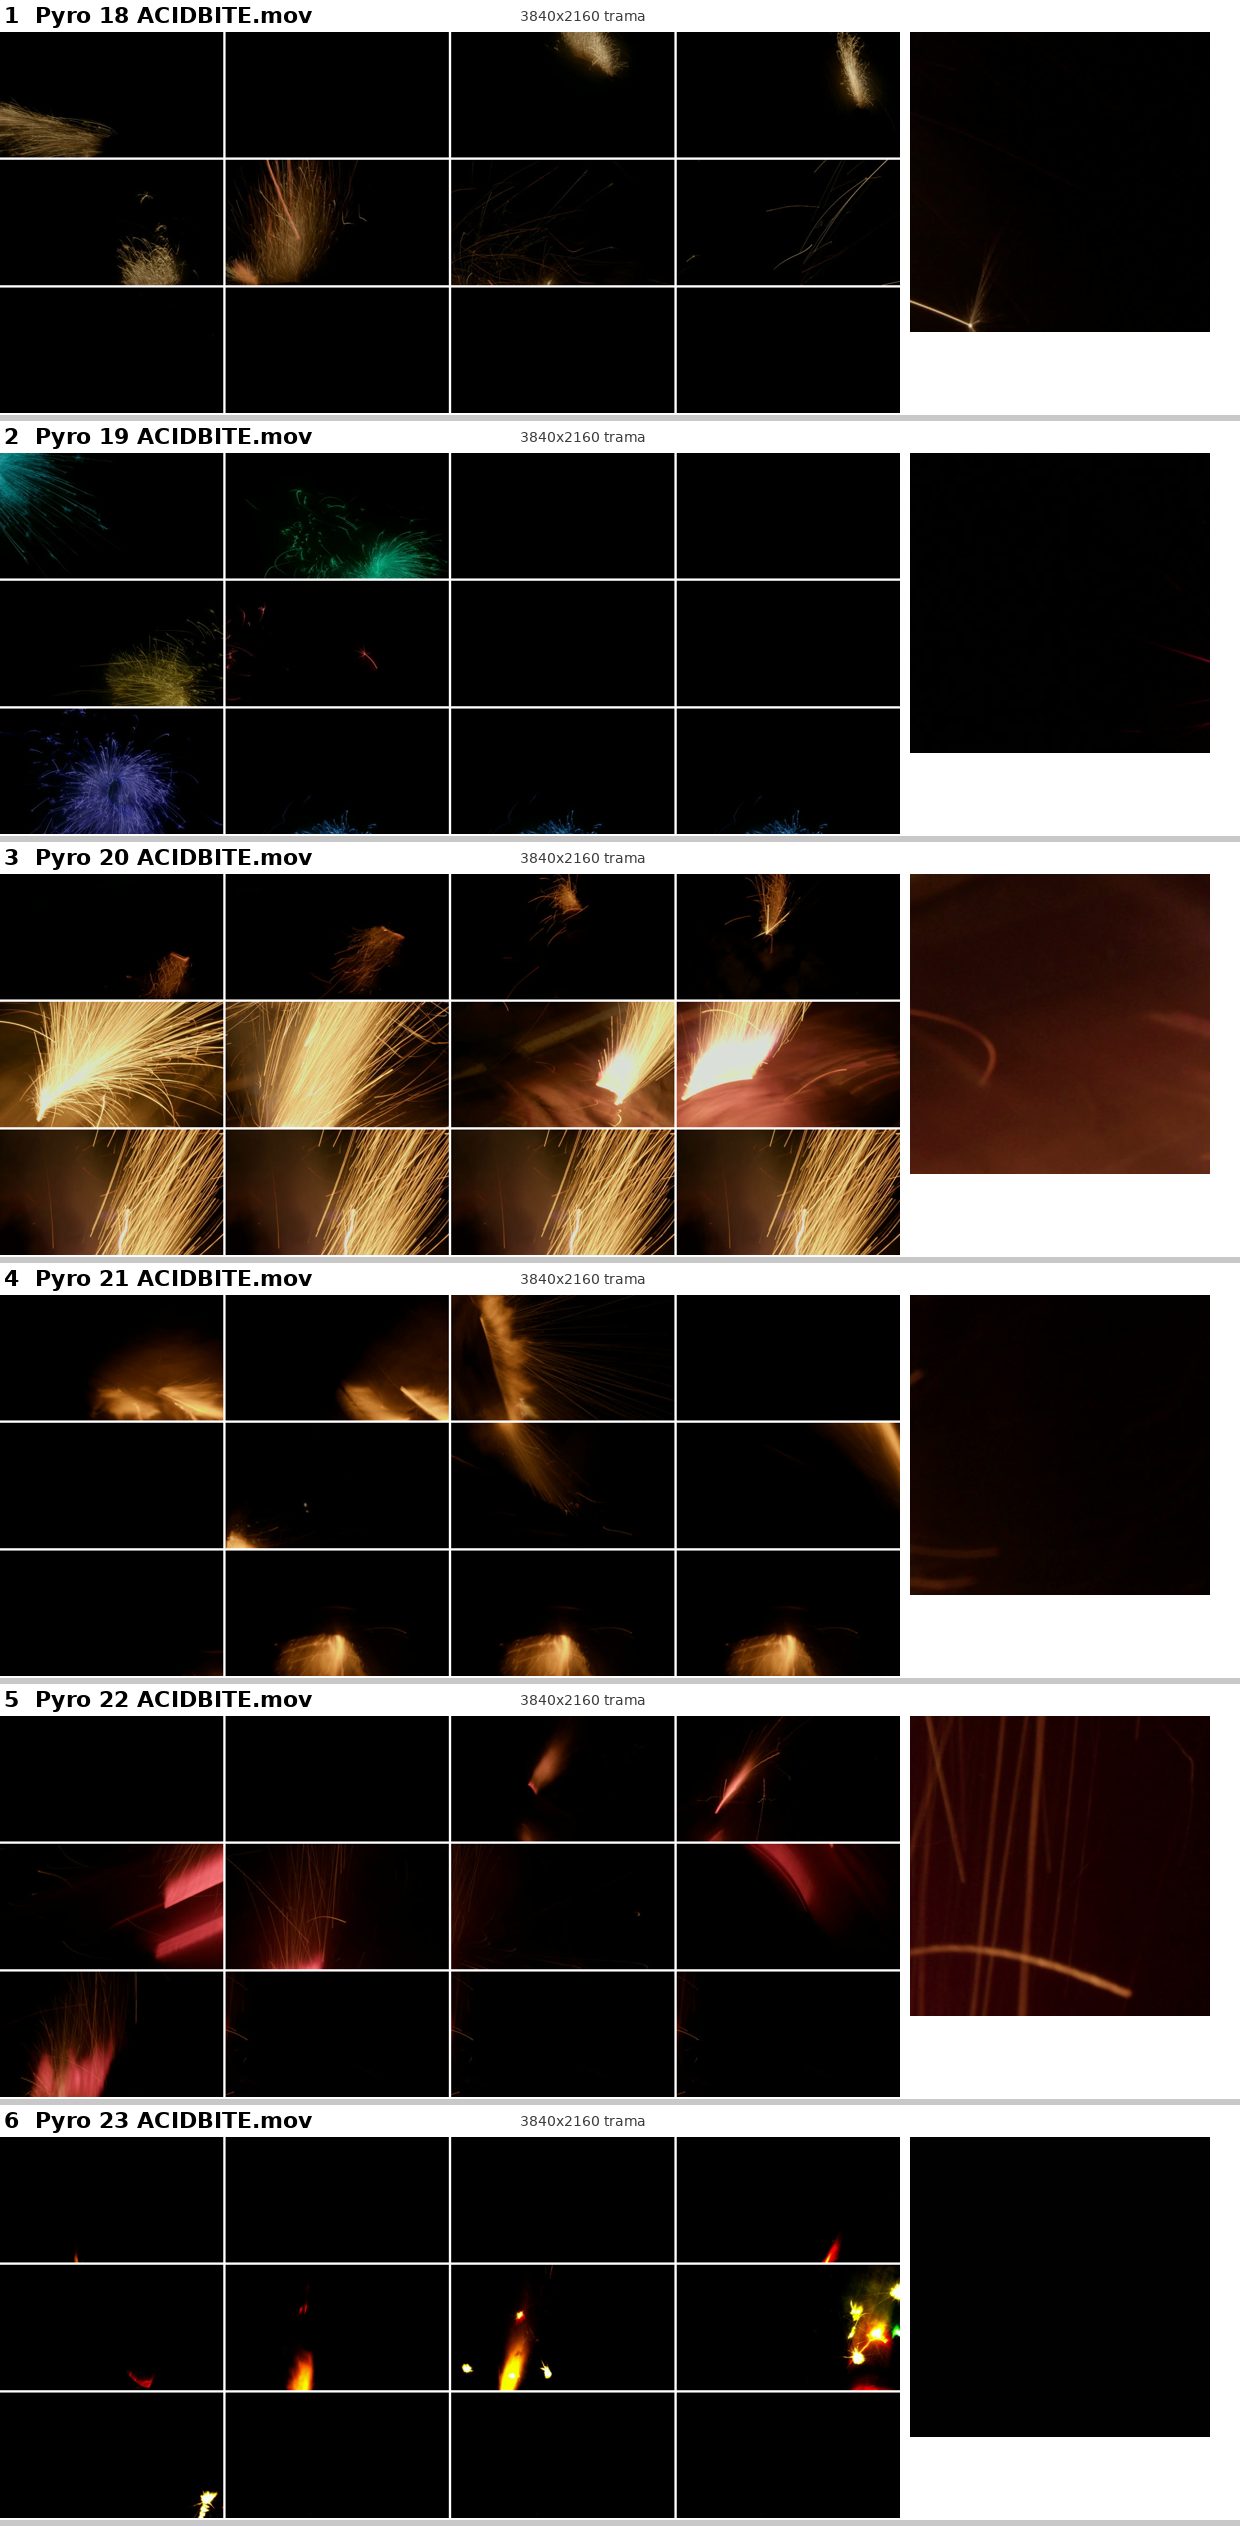 1 Pyro 18 ACIDBITE.mov 3840x2160 trama
2 Pyro 19 ACIDBITE.mov 3840x2160 trama
3 Pyro 20 ACIDBITE.mov 3840x2160 trama
4 Pyro 21 ACIDBITE.mov 3840x2160 trama
5 Pyro 22 ACIDBITE.mov 3840x2160 trama
6 Pyro 23 ACIDBITE.mov 3840x2160 trama